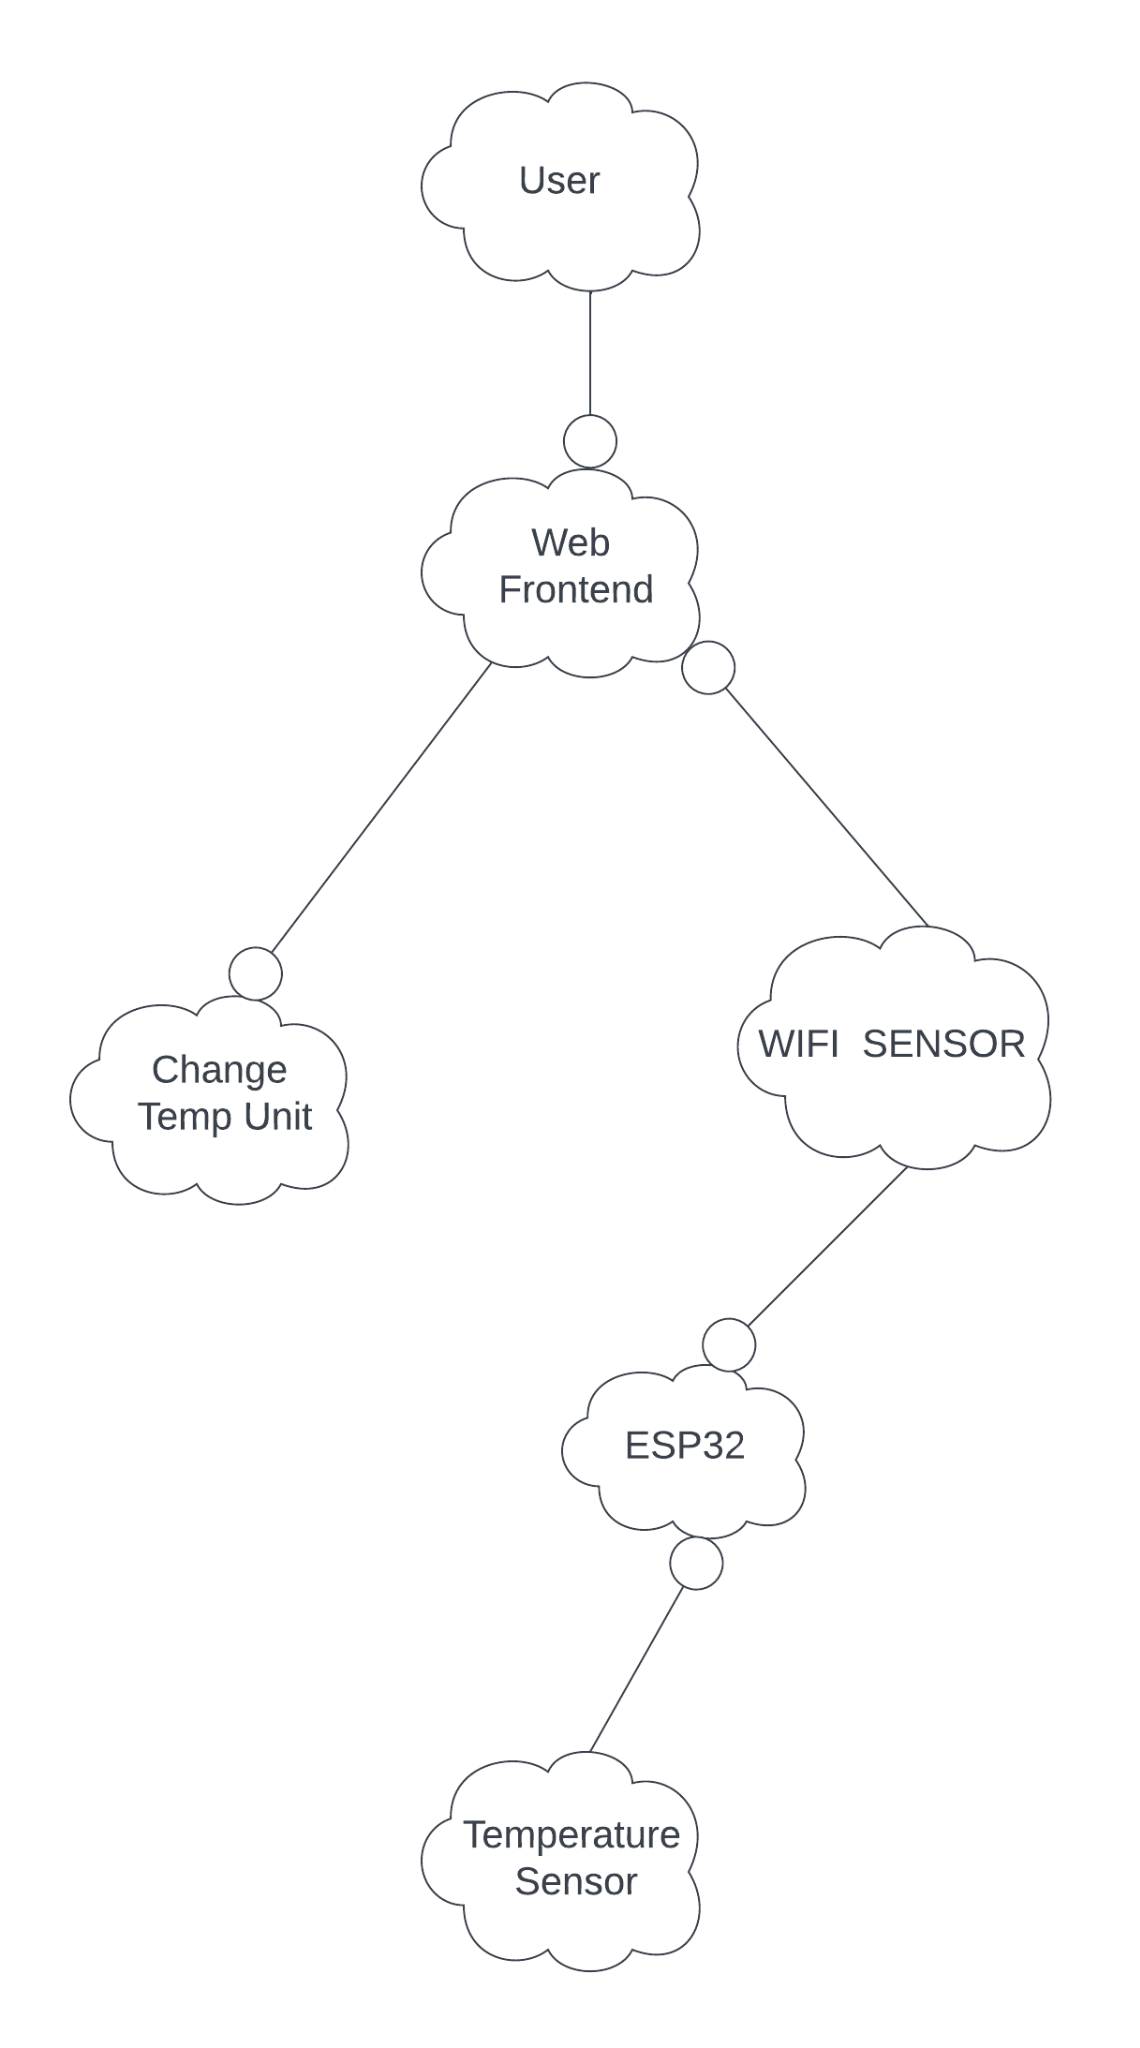 User
Web
Frontend
Change
Temp Unit
WIFI  SENSOR
ESP32
Temperature
Sensor